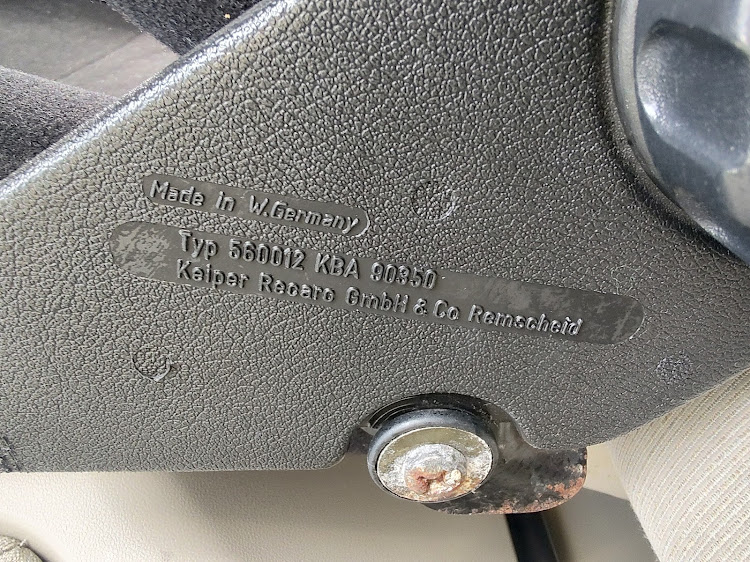 Made in W.Germany
Typ 560012 KBA 90350
Keiper Recaro GmbH & Co Remscheid